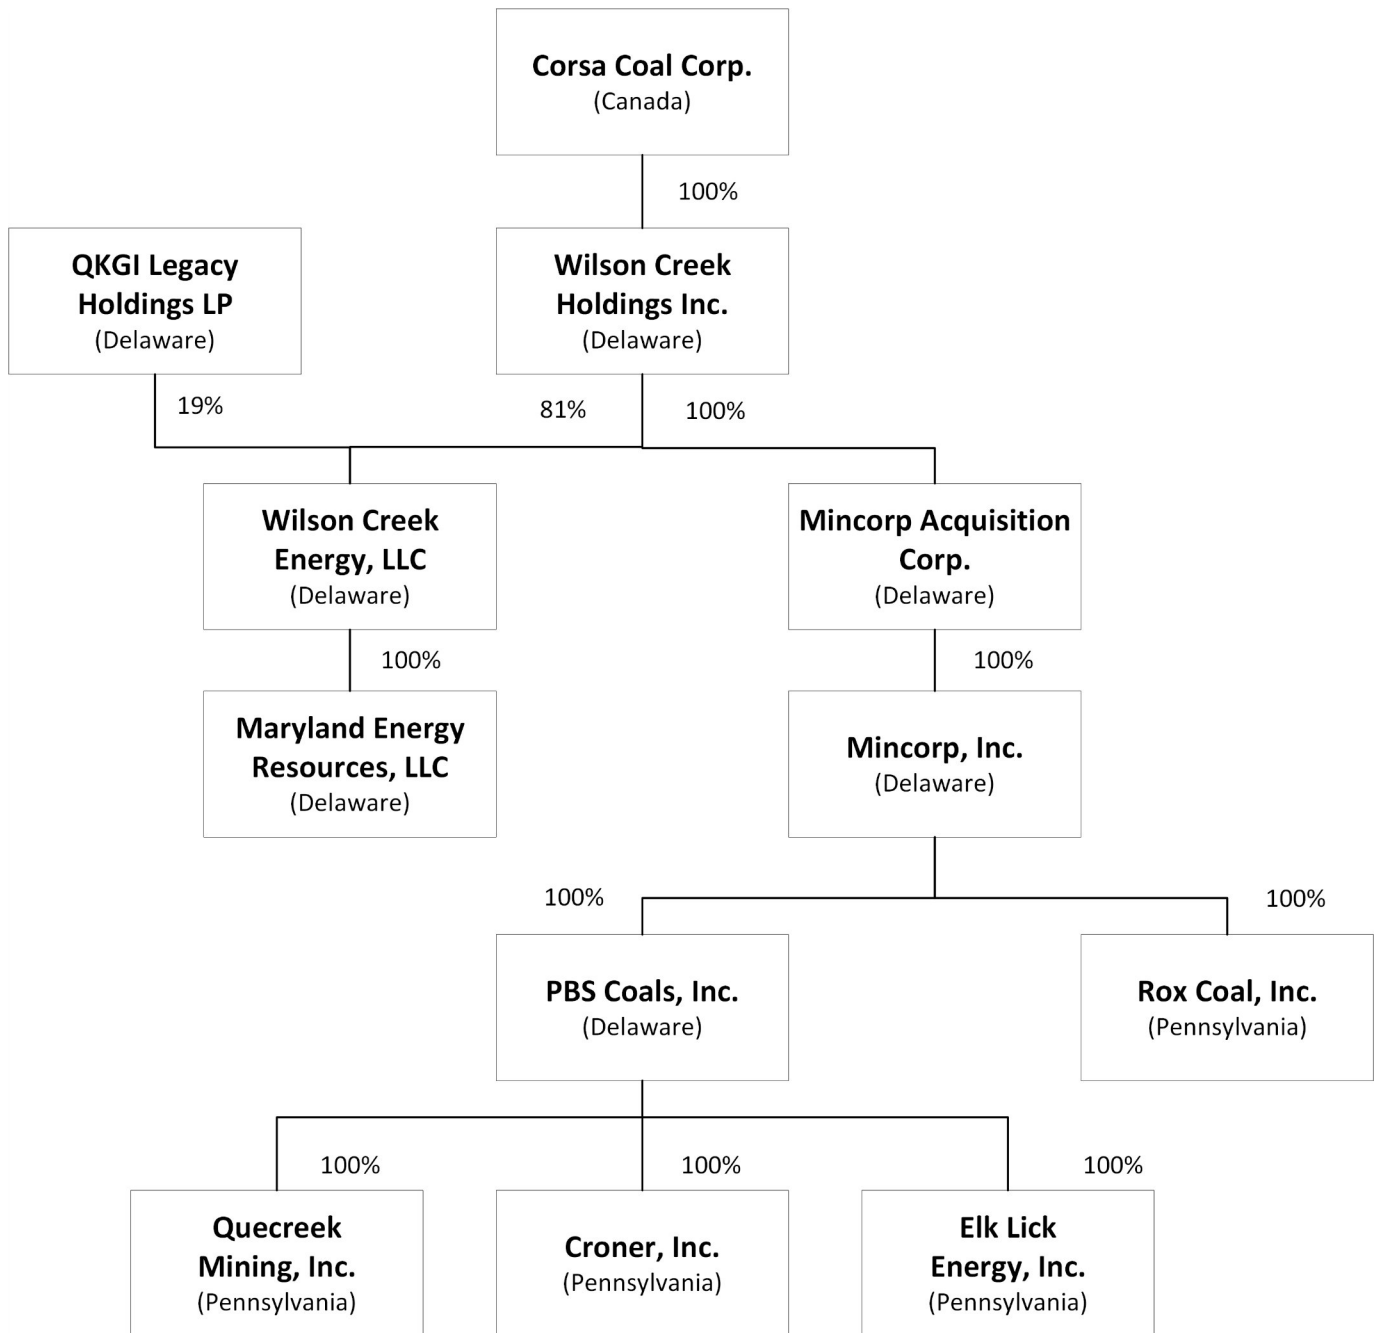 Corsa Coal Corp.
(Canada)
100%
QKGI Legacy
Holdings LP
(Delaware)
Wilson Creek
Holdings Inc.
(Delaware)
19%
81%
100%
Wilson Creek
Energy, LLC
(Delaware)
Mincorp Acquisition
Corp.
(Delaware)
100%
100%
Maryland Energy
Resources, LLC
(Delaware)
Mincorp, Inc.
(Delaware)
100%
100%
PBS Coals, Inc.
(Delaware)
Rox Coal, Inc.
(Pennsylvania)
100%
100%
100%
Quecreek
Mining, Inc.
(Pennsylvania)
Croner, Inc.
(Pennsylvania)
Elk Lick
Energy, Inc.
(Pennsylvania)